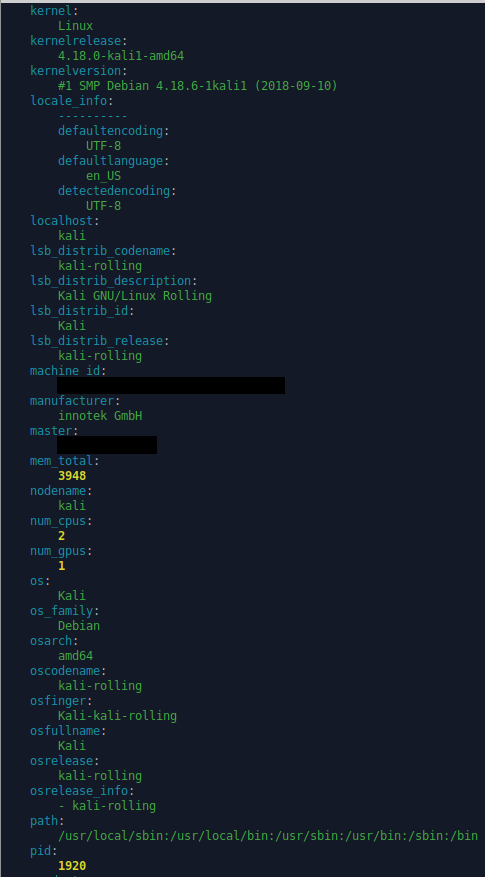 kernel:
Linux
kernelrelease:
4.18.0-kali1-amd64
kernelversion:
#1 SMP Debian 4.18.6-1kali1 (2018-09-10)
locale_info:
----------
defaultencoding:
UTF-8
defaultlanguage:
en_US
detectedencoding:
UTF-8
localhost:
kali
lsb_distrib_codename:
kali-rolling
lsb_distrib_description:
Kali GNU/Linux Rolling
lsb_distrib_id:
Kali
lsb_distrib_release:
kali-rolling
machine_id:
manufacturer:
innotek GmbH
master:
mem_total:
3948
nodename:
kali
num_cpus:
2
num_gpus:
1
os:
Kali
os_family:
Debian
osarch:
amd64
oscodename:
kali-rolling
osfinger:
Kali-kali-rolling
osfullname:
Kali
osrelease:
kali-rolling
osrelease_info:
- kali-rolling
path:
/usr/local/sbin:/usr/local/bin:/usr/sbin:/usr/bin:/sbin:/bin
pid:
1920